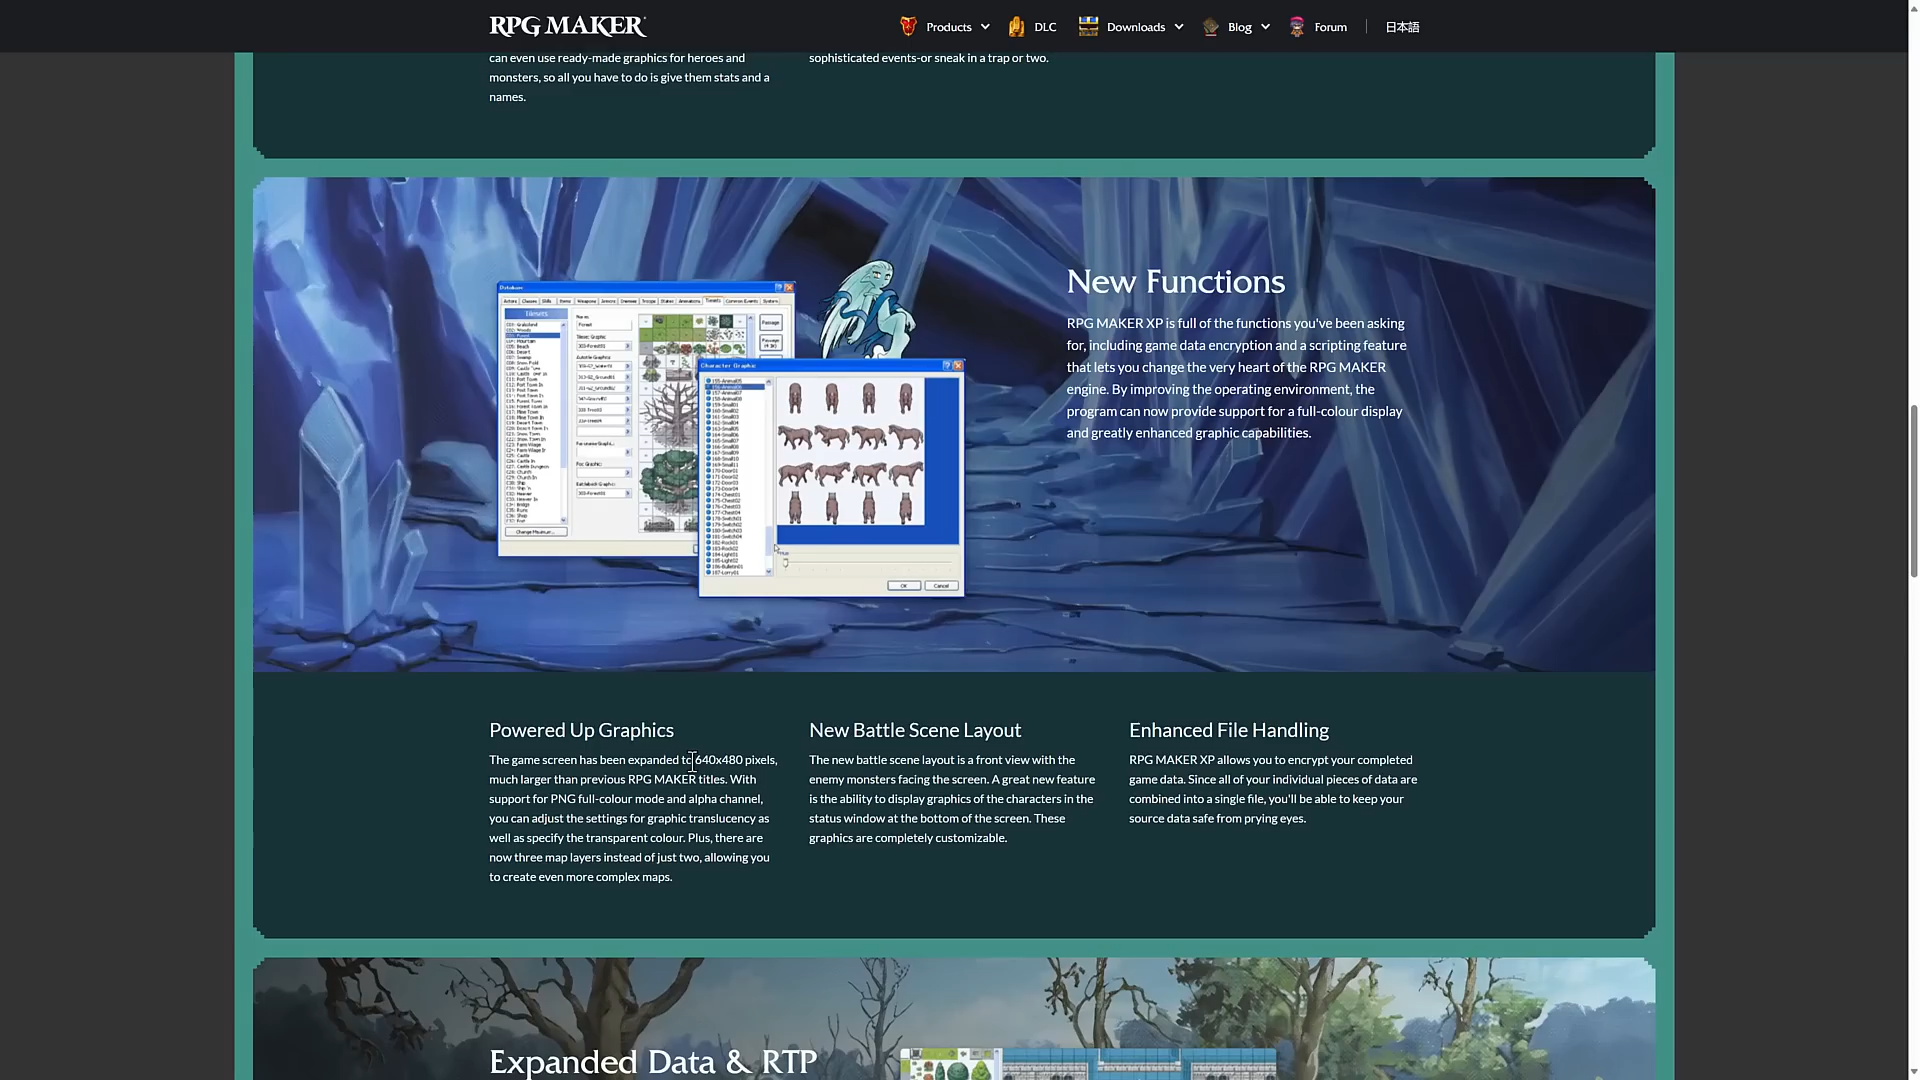 RPG MAKER
Products
DLC
Downloads
Blog
Forum
日本語
can even use ready-made graphics for heroes and
monsters, so all you have to do is give them stats and a
names.
sophisticated events-or sneak in a trap or two.
Database
Tilesets
Forest
Change Maximum...
Character Graphic
OK
Cancel
New Functions
RPG MAKER XP is full of the functions you've been asking
for, including game data encryption and a scripting feature
that lets you change the very heart of the RPG MAKER
engine. By improving the operating environment, the
program can now provide support for a full-colour display
and greatly enhanced graphic capabilities.
Powered Up Graphics
The game screen has been expanded to 640x480 pixels,
much larger than previous RPG MAKER titles. With
support for PNG full-colour mode and alpha channel,
you can adjust the settings for graphic translucency as
well as specify the transparent colour. Plus, there are
now three map layers instead of just two, allowing you
to create even more complex maps.
New Battle Scene Layout
The new battle scene layout is a front view with the
enemy monsters facing the screen. A great new feature
is the ability to display graphics of the characters in the
status window at the bottom of the screen. These
graphics are completely customizable.
Enhanced File Handling
RPG MAKER XP allows you to encrypt your completed
game data. Since all of your individual pieces of data are
combined into a single file, you'll be able to keep your
source data safe from prying eyes.
Expanded Data & RTP